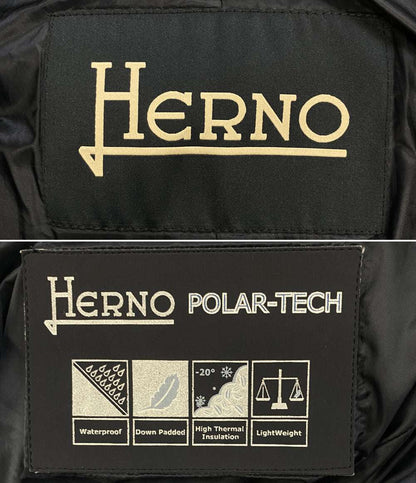 HERNO
HERNO POLAR-TECH
-20°
Waterproof
Down Padded
High Thermal
Insulation
LightWeight